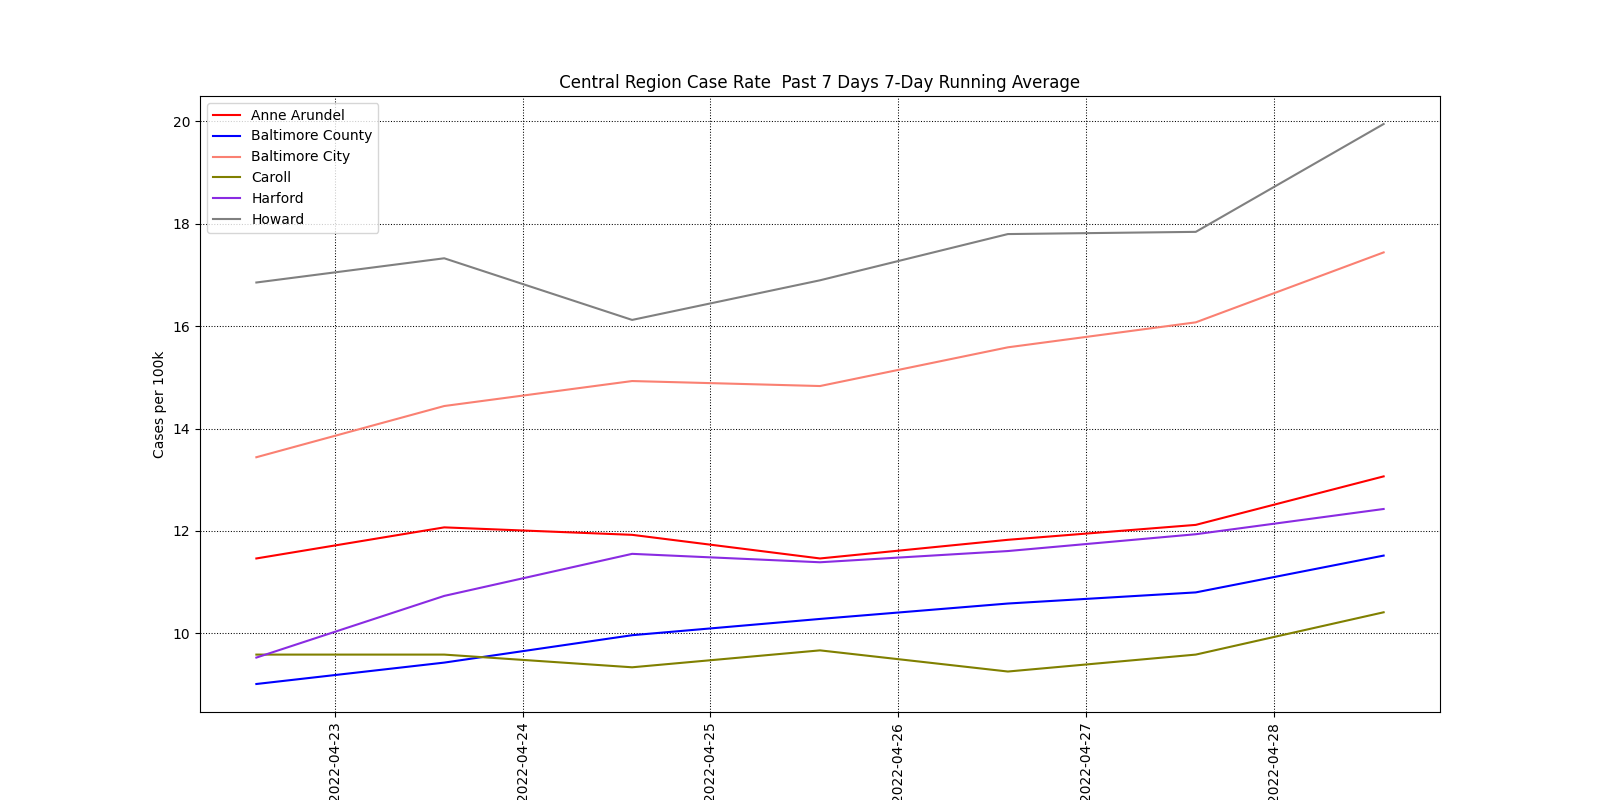 Central Region Case Rate  Past 7 Days 7-Day Running Average
Anne Arundel
Baltimore County
Baltimore City
Caroll
Harford
Howard
Cases per 100k
20
18
16
14
12
10
2022-04-23
2022-04-24
2022-04-25
2022-04-26
2022-04-27
2022-04-28